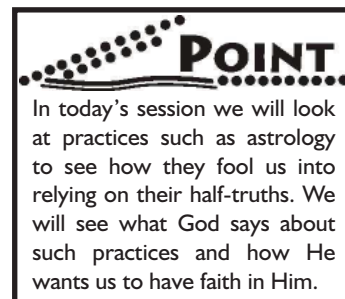 POINT
In today's session we will look
at practices such as astrology
to see how they fool us into
relying on their half-truths. We
will see what God says about
such practices and how He
wants us to have faith in Him.